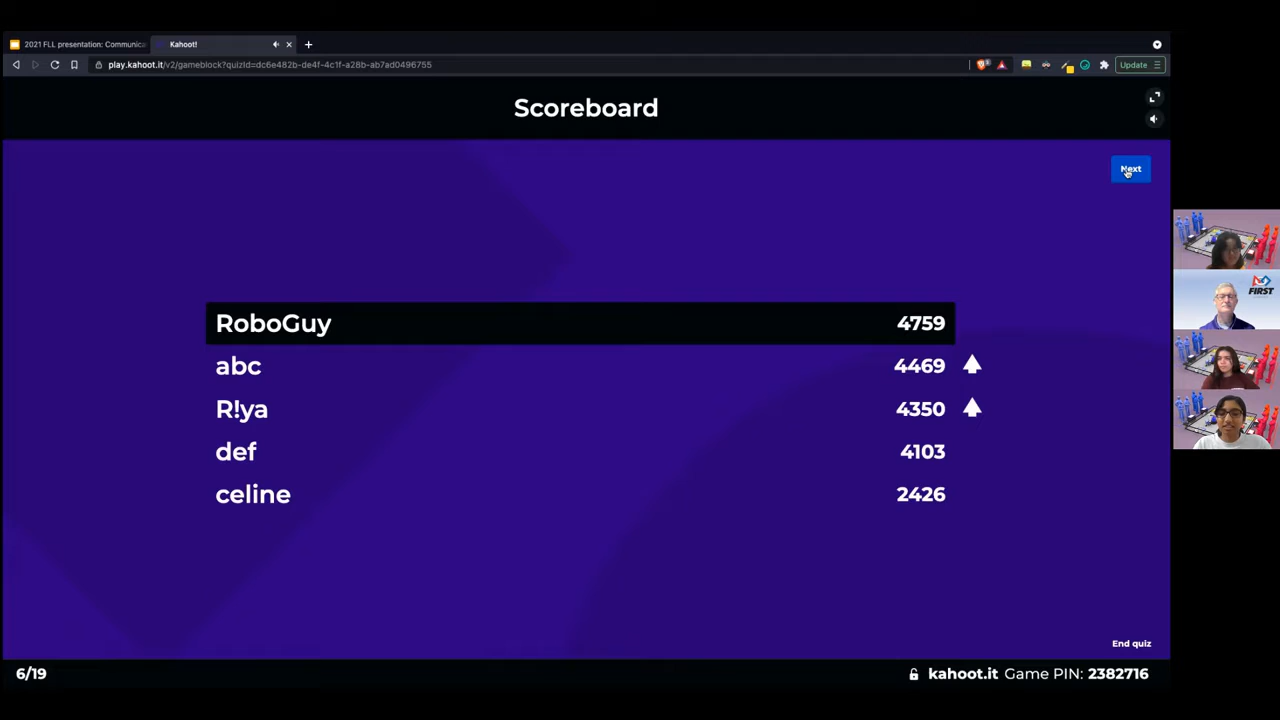 2021 FLL presentation: Communica
Kahoot!
play.kahoot.it/v2/gameblock?quizId=dc6e482b-de4f-4c1f-a28b-ab7ad0496755
Update
Scoreboard
Next
FIRST
RoboGuy 4759
abc 4469
R!ya 4350
def 4103
celine 2426
End quiz
6/19
kahoot.it Game PIN: 2382716